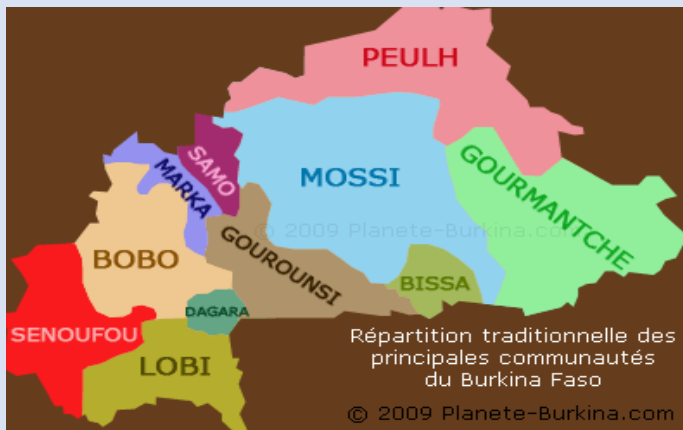 PEULH
MOSSI
GOURMANTCHE
SAMO
MARKA
© 2009 Planete-Burkina.com
BOBO
GOUROUNSI
BISSA
DAGARA
SENOUFOU
LOBI
Répartition traditionnelle des
principales communautés
du Burkina Faso
© 2009 Planete-Burkina.com